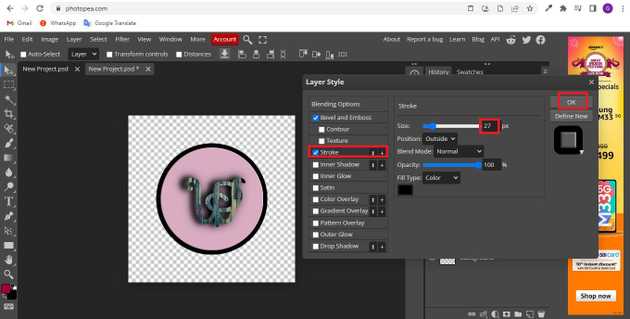 photopea.com
G
Gmail
WhatsApp
Google Translate
File Edit Image Layer Select Filter View Window More Account
About Report a bug Learn Blog API
Auto-Select Layer Transform controls Distances
New Project.psd New Project.psd *
History Swatches
Layer Style
Blending Options
Bevel and Emboss
Contour
Texture
Stroke
Inner Shadow
Inner Glow
Satin
Color Overlay
Gradient Overlay
Pattern Overlay
Outer Glow
Drop Shadow
Stroke
Size: 27 px
Position: Outside
Blend Mode: Normal
Opacity: 100 %
Fill Type: Color
OK
Define New
Shop now